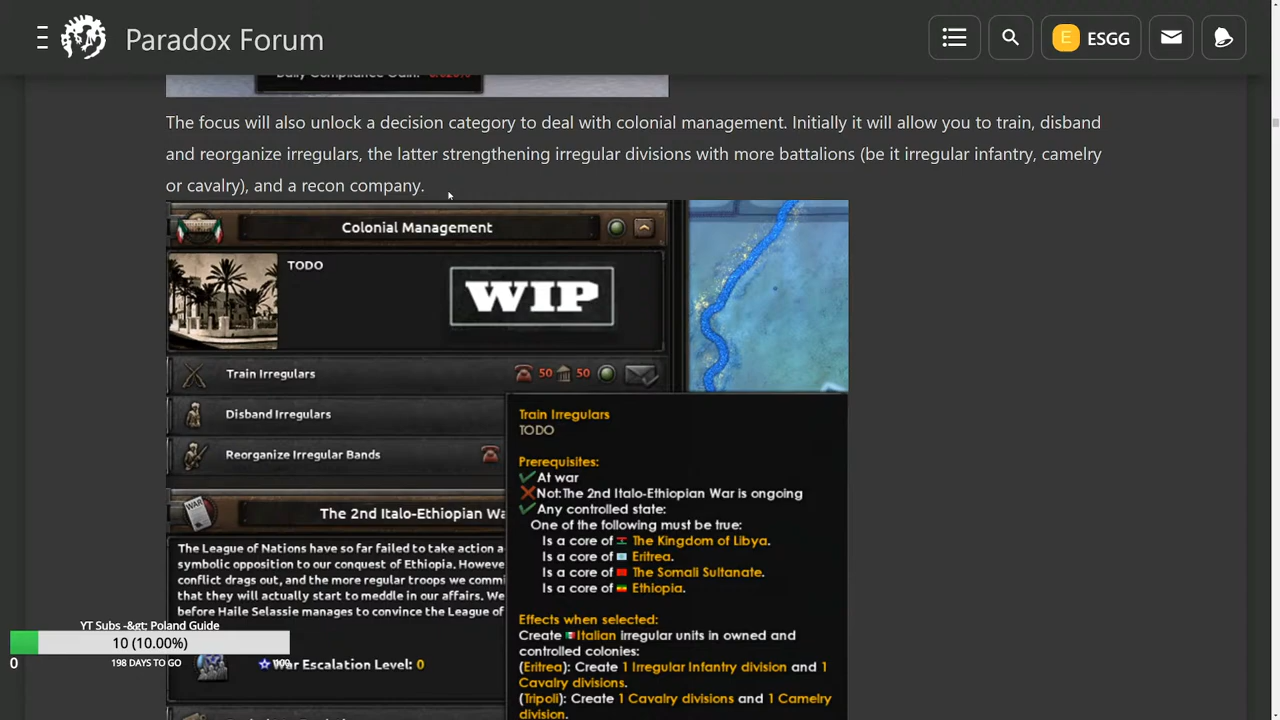 Paradox Forum
E ESGG
The focus will also unlock a decision category to deal with colonial management. Initially it will allow you to train, disband
and reorganize irregulars, the latter strengthening irregular divisions with more battalions (be it irregular infantry, camelry
or cavalry), and a recon company.
Colonial Management
TODO
WIP
Train Irregulars
50 50
Disband Irregulars
Reorganize Irregular Bands
Train Irregulars
TODO
Prerequisites:
At war
Not: The 2nd Italo-Ethiopian War is ongoing
Any controlled state:
One of the following must be true:
Is a core of The Kingdom of Libya.
Is a core of Eritrea.
Is a core of The Somali Sultanate.
Is a core of Ethiopia.
Effects when selected:
Create Italian irregular units in owned and
controlled colonies:
(Eritrea): Create 1 Irregular Infantry division and 1
Cavalry divisions.
(Tripoli): Create 1 Cavalry divisions and 1 Camelry
division.
WAR
The 2nd Italo-Ethiopian Wa
The League of Nations have so far failed to take action a
symbolic opposition to our conquest of Ethiopia. Howeve
conflict drags out, and the more regular troops we commi
that they will actually start to meddle in our affairs. We
before Haile Selassie manages to convince the League of
War Escalation Level: 0
YT Subs -&gt; Poland Guide
10 (10.00%)
0
198 DAYS TO GO